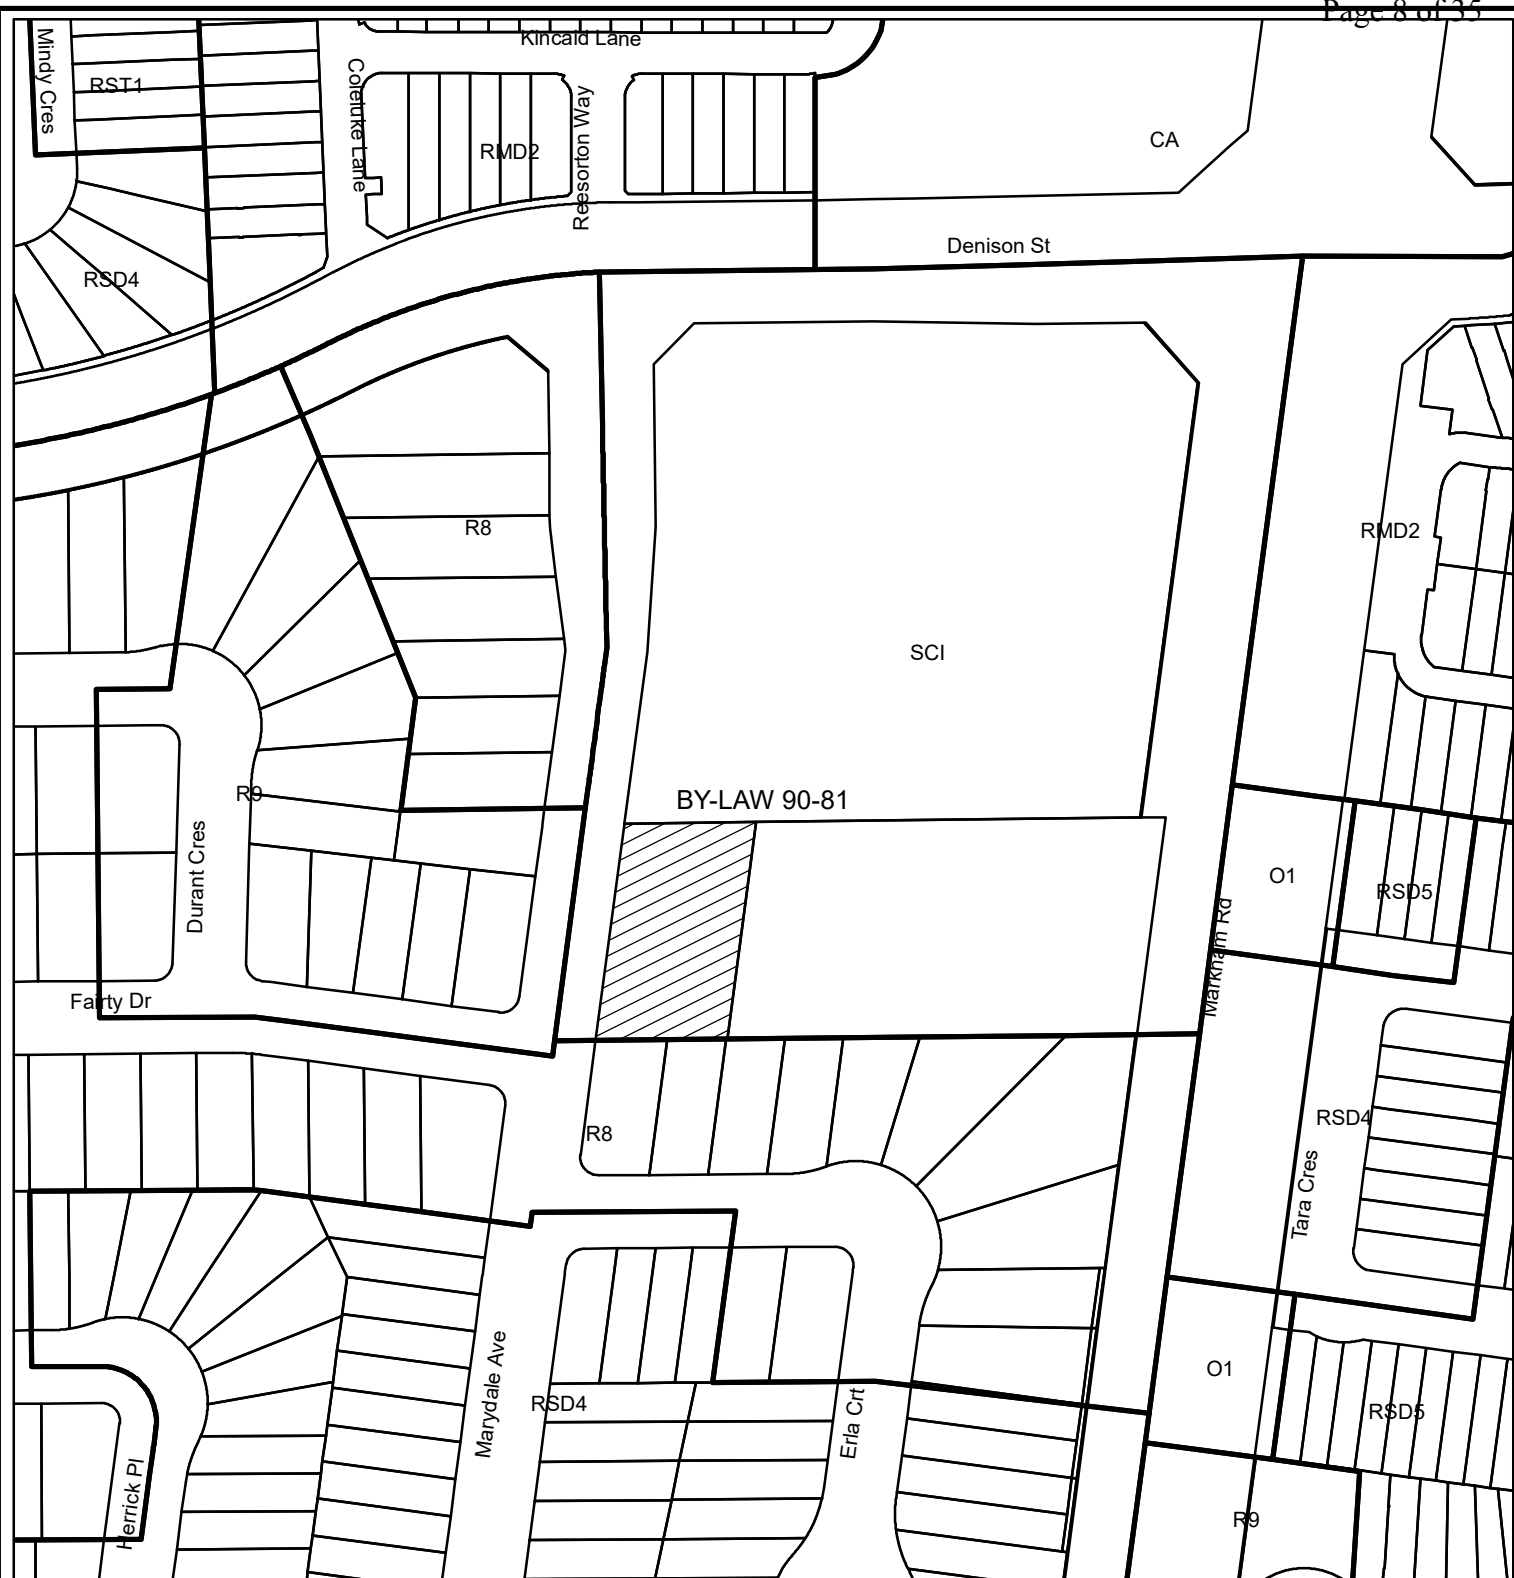 Page 8 of 35
Kincaid Lane
Mindy Cres
RST1
Coleluke Lane
RMD2
Reesorton Way
CA
Denison St
RSD4
R8
RMD2
SCI
R9
BY-LAW 90-81
Durant Cres
O1
RSD5
Markham Rd
Fairty Dr
R8
RSD4
Tara Cres
Marydale Ave
RSD4
Erla Crt
O1
RSD5
Herrick Pl
R9